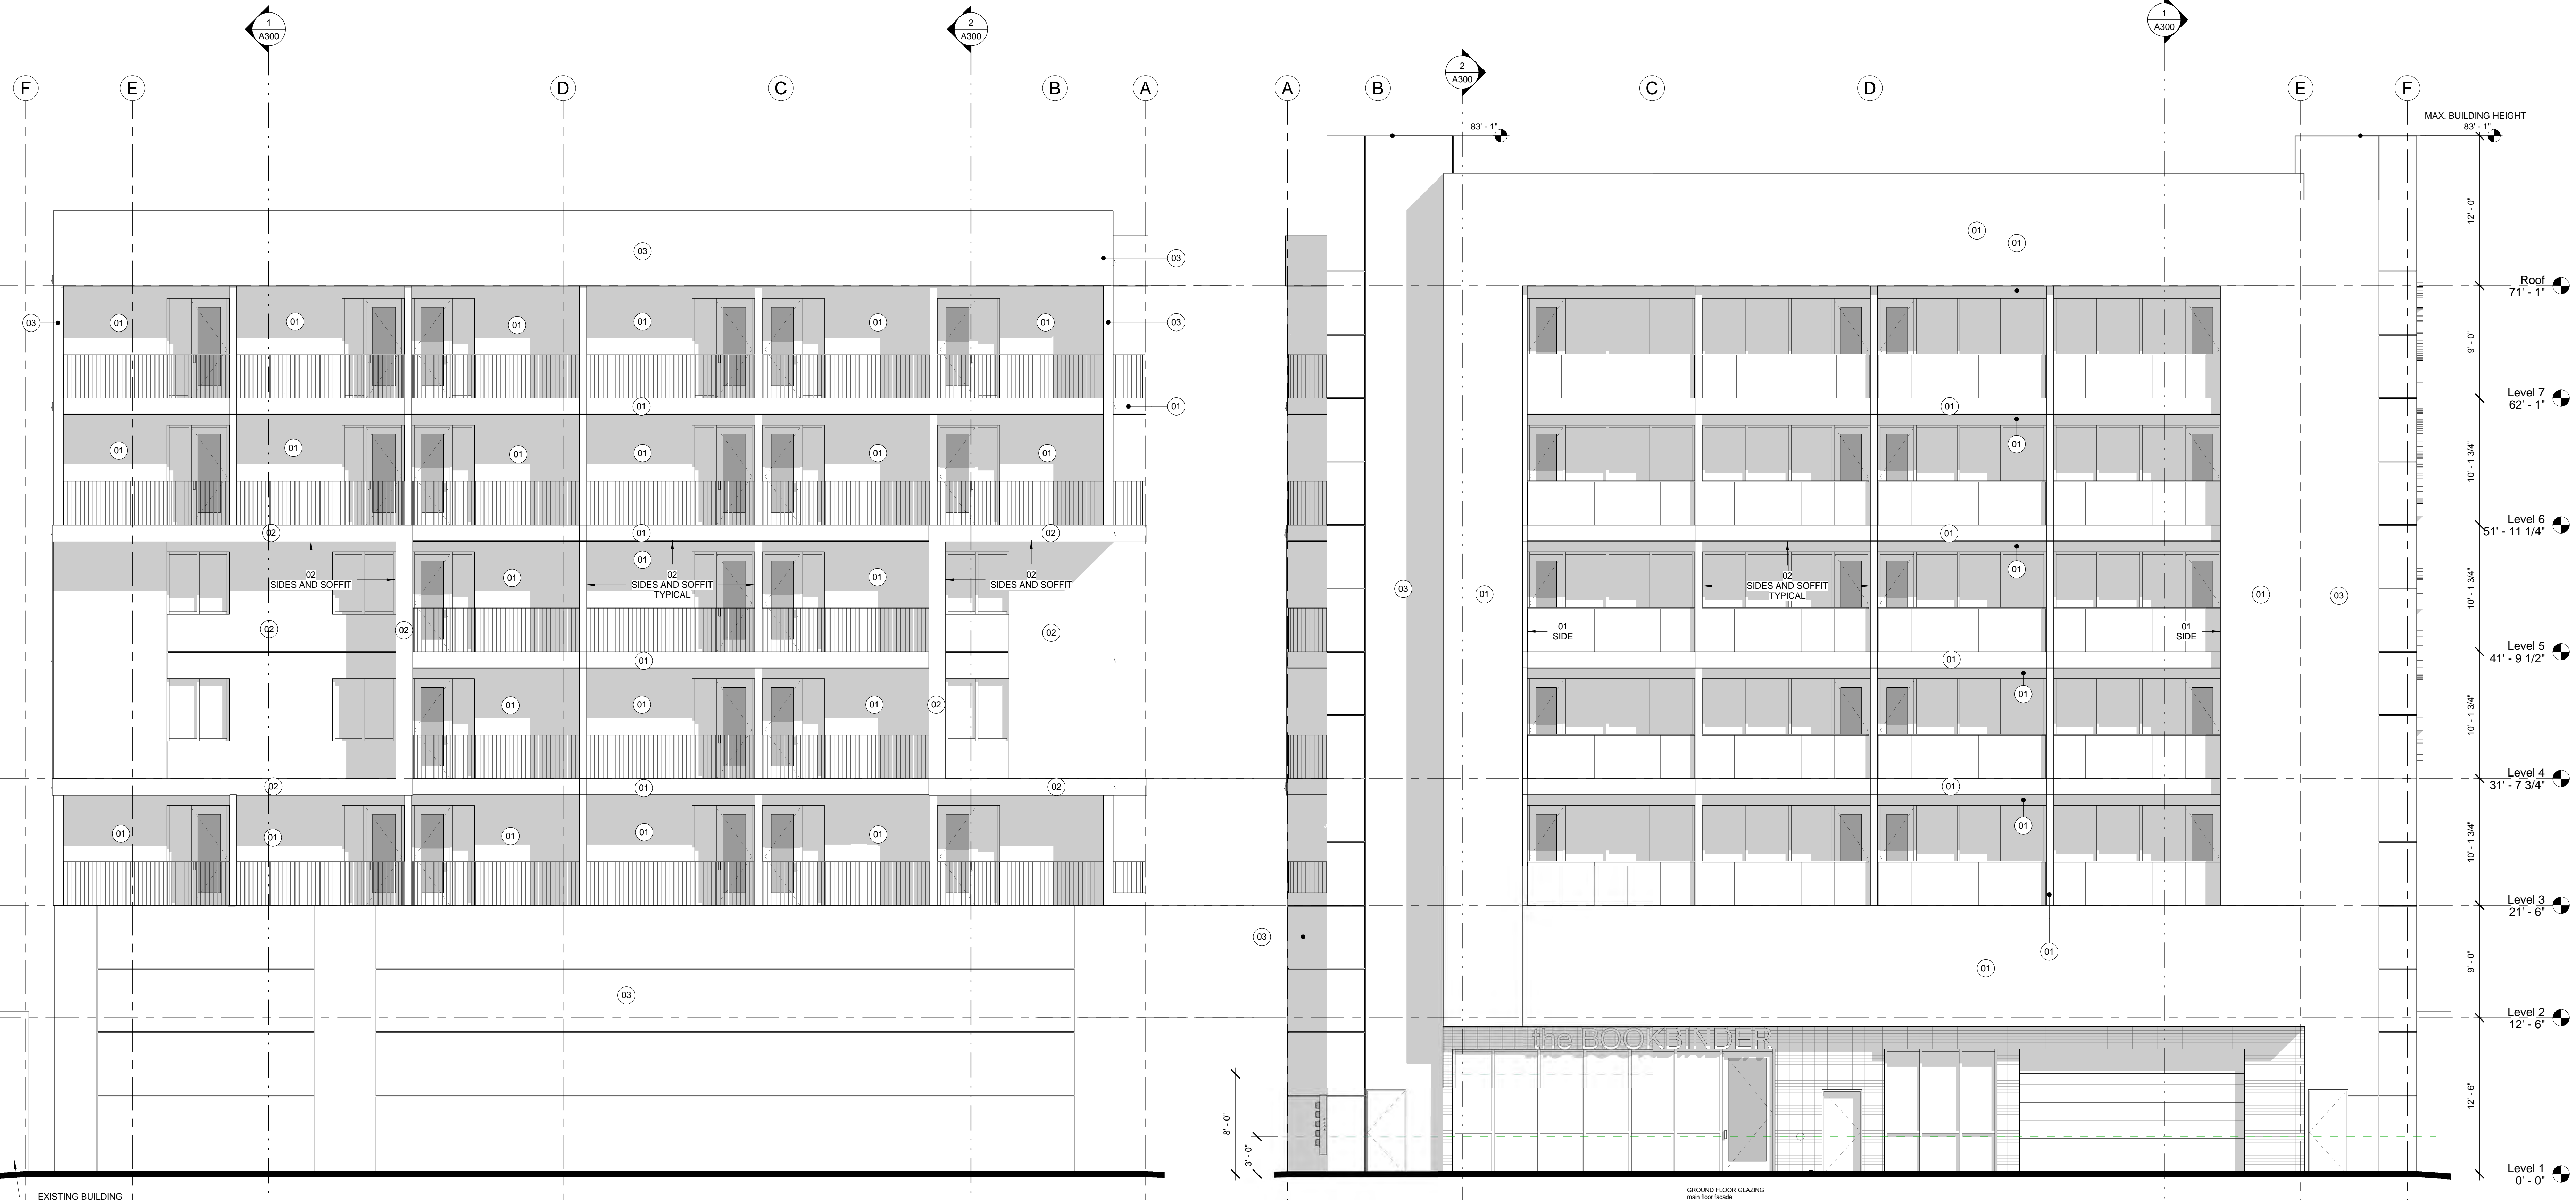 1
A300
2
A300
1
A300
2
A300
F
E
D
C
B
A
A
B
C
D
E
F
MAX. BUILDING HEIGHT
83' - 1"
83' - 1"
12' - 0"
03
03
01
01
Roof
71' - 1"
03
01
01
01
01
01
01
03
9' - 0"
01
01
01
Level 7
62' - 1"
01
01
01
01
01
01
01
10' - 1 3/4"
02
01
02
01
Level 6
51' - 11 1/4"
01
01
01
01
02
SIDES AND SOFFIT
02
SIDES AND SOFFIT
TYPICAL
02
SIDES AND SOFFIT
02
SIDES AND SOFFIT
TYPICAL
03
01
01
03
10' - 1 3/4"
02
02
02
01
SIDE
01
SIDE
01
01
Level 5
41' - 9 1/2"
01
01
01
02
01
10' - 1 3/4"
02
01
02
01
Level 4
31' - 7 3/4"
01
01
01
01
01
01
10' - 1 3/4"
Level 3
21' - 6"
03
01
03
01
9' - 0"
Level 2
12' - 6"
the BOOKBINDER
8' - 0"
3' - 0"
12' - 6"
Level 1
0' - 0"
EXISTING BUILDING
GROUND FLOOR GLAZING
main floor facade